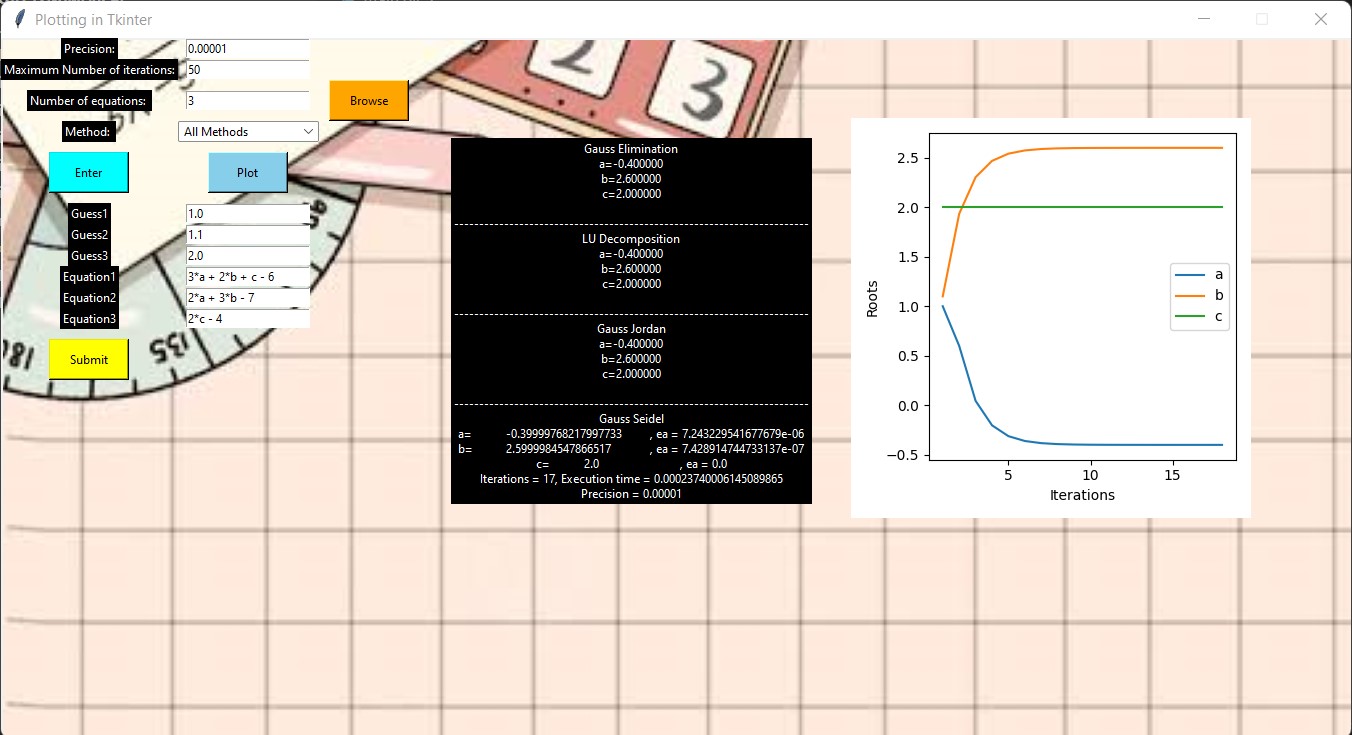 Plotting in Tkinter
Precision: 0.00001
Maximum Number of iterations: 50
Number of equations: 3
Browse
Method: All Methods
Enter Plot
Guess1 1.0
Guess2 1.1
Guess3 2.0
Equation1 3*a + 2*b + c - 6
Equation2 2*a + 3*b - 7
Equation3 2*c - 4
Submit
2 3
90
135
181
Gauss Elimination
a=-0.400000
b=2.600000
c=2.000000
--------------------------------------------------------------------------------
LU Decomposition
a=-0.400000
b=2.600000
c=2.000000
--------------------------------------------------------------------------------
Gauss Jordan
a=-0.400000
b=2.600000
c=2.000000
--------------------------------------------------------------------------------
Gauss Seidel
a= -0.39999768217997733 , ea = 7.243229541677679e-06
b= 2.5999984547866517 , ea = 7.428914744733137e-07
c= 2.0 , ea = 0.0
Iterations = 17, Execution time = 0.00023740006145089865
Precision = 0.00001
2.5
2.0
1.5
1.0
0.5
0.0
−0.5
Roots
a
b
c
5 10 15
Iterations